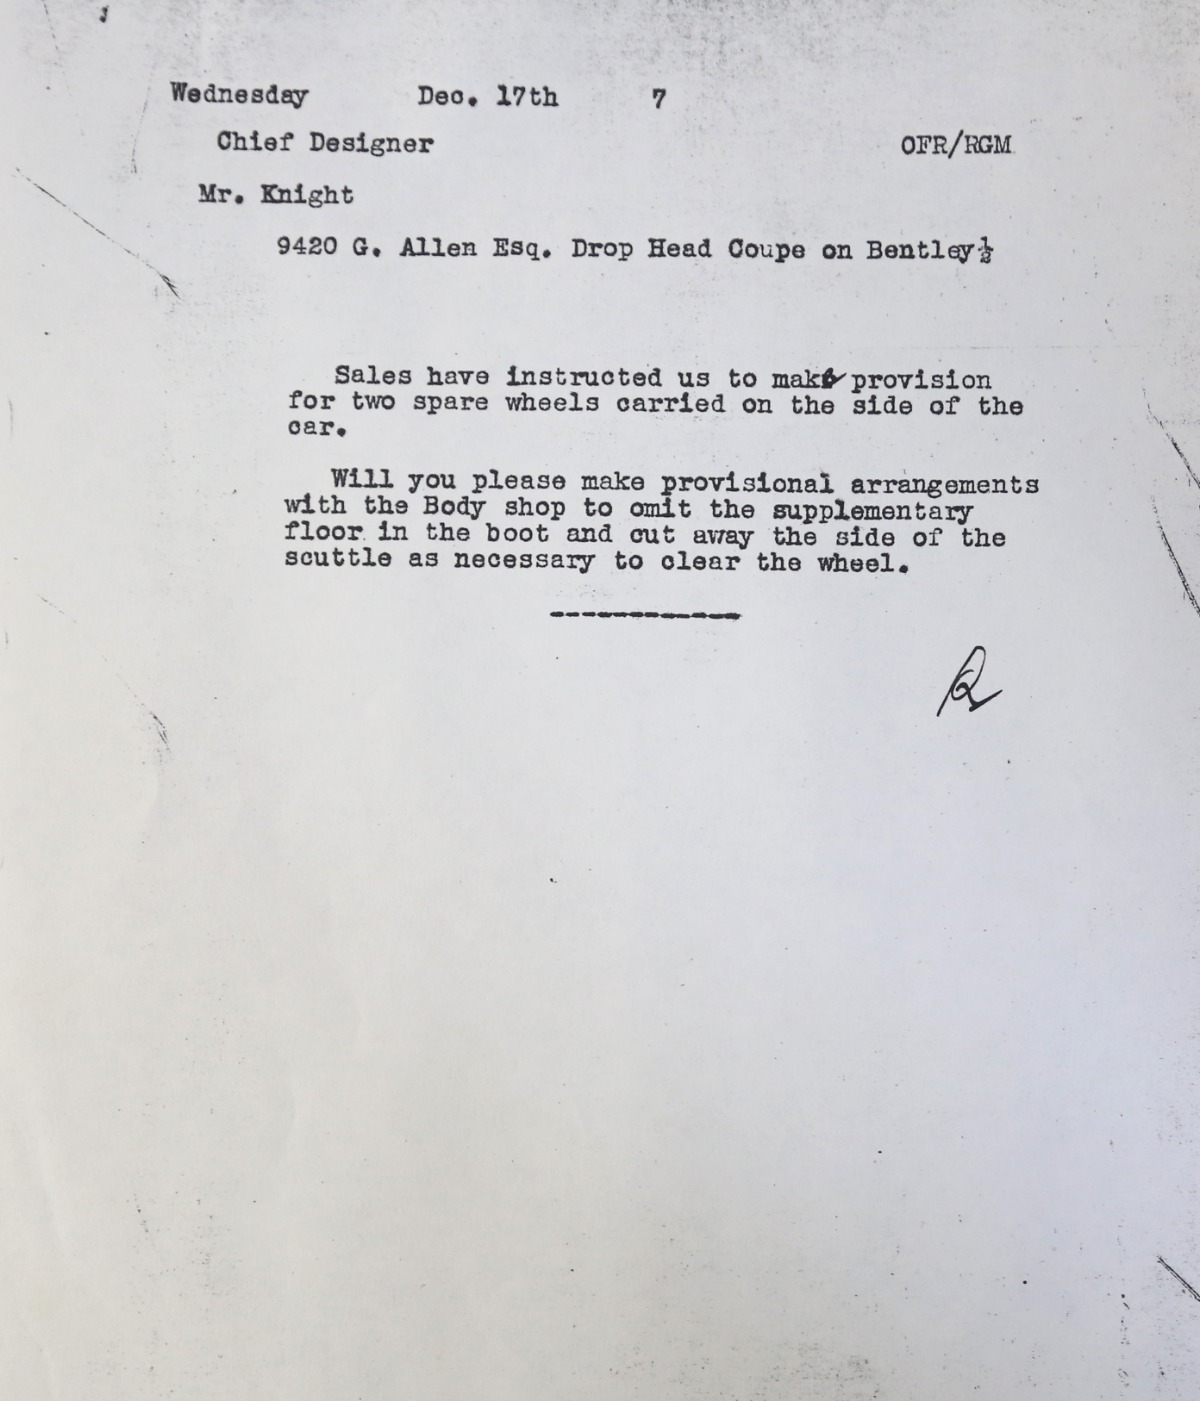 Wednesday Dec. 17th 7
Chief Designer OFR/RGM
Mr. Knight
9420 G. Allen Esq. Drop Head Coupe on Bentley½
Sales have instructed us to make provision
for two spare wheels carried on the side of the
car.
Will you please make provisional arrangements
with the Body shop to omit the supplementary
floor in the boot and cut away the side of the
scuttle as necessary to clear the wheel.
------------
R